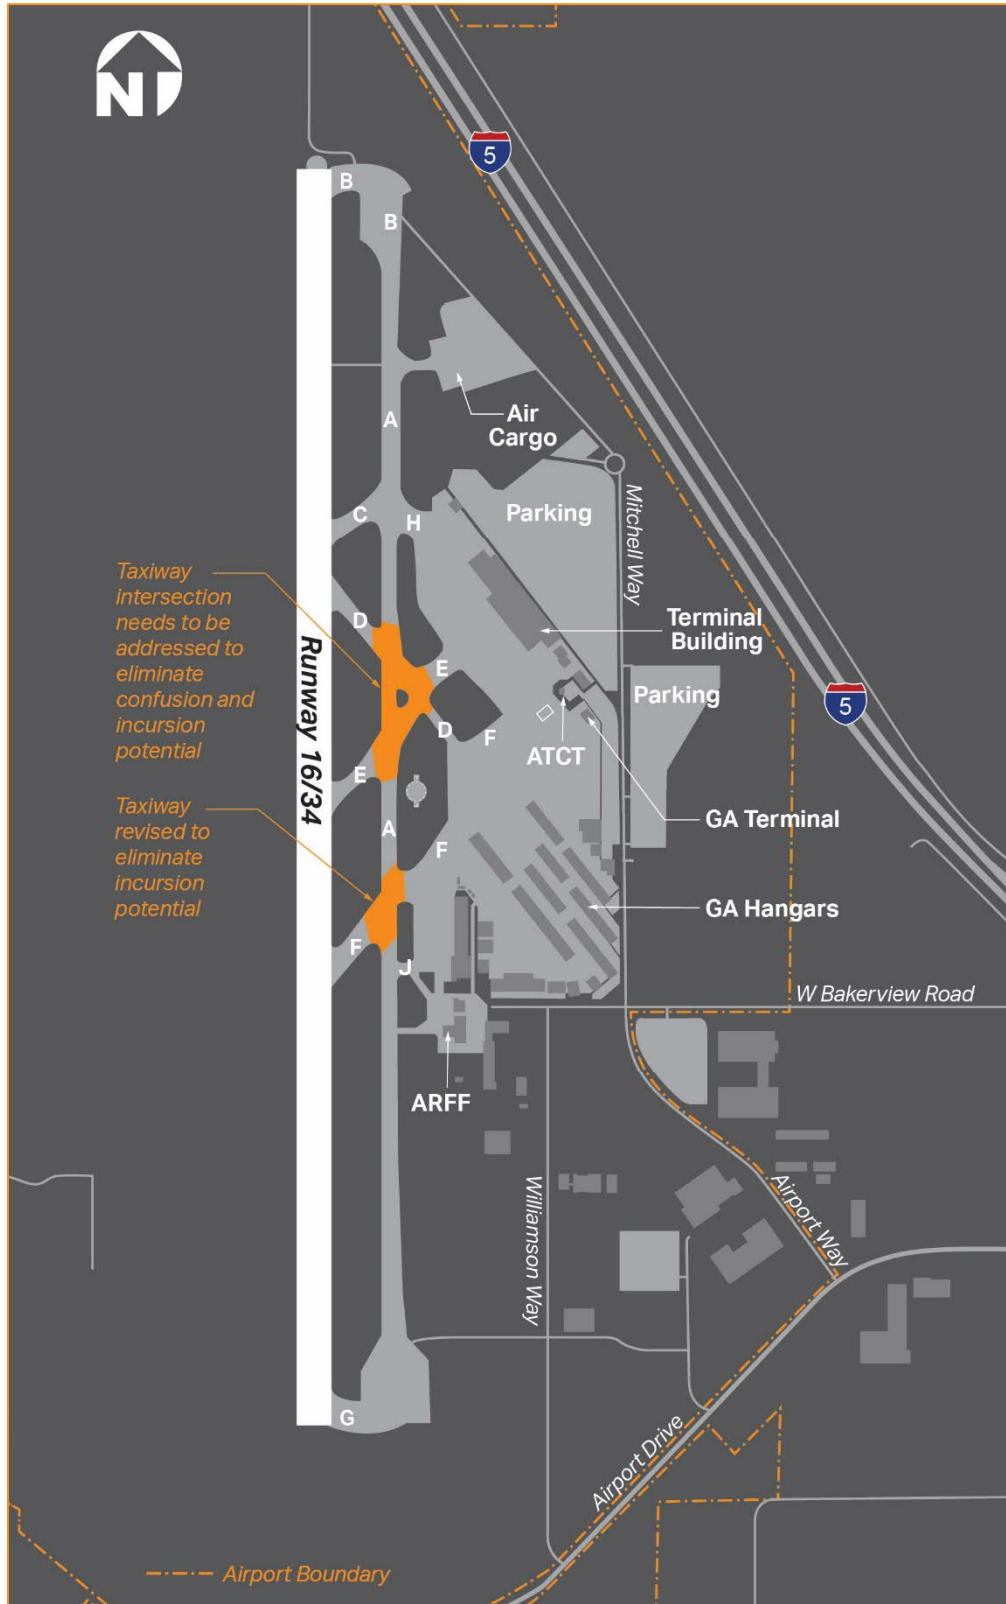 N
5
B
B
Air
Cargo
A
Parking
Mitchell Way
C
H
Taxiway
intersection
needs to be
addressed to
eliminate
confusion and
incursion
potential
D
Runway 16/34
Terminal
Building
E
Parking
5
D
F
ATCT
E
Taxiway
revised to
eliminate
incursion
potential
A
GA Terminal
F
GA Hangars
F
J
W Bakerview Road
ARFF
Williamson Way
Airport Way
G
Airport Drive
Airport Boundary